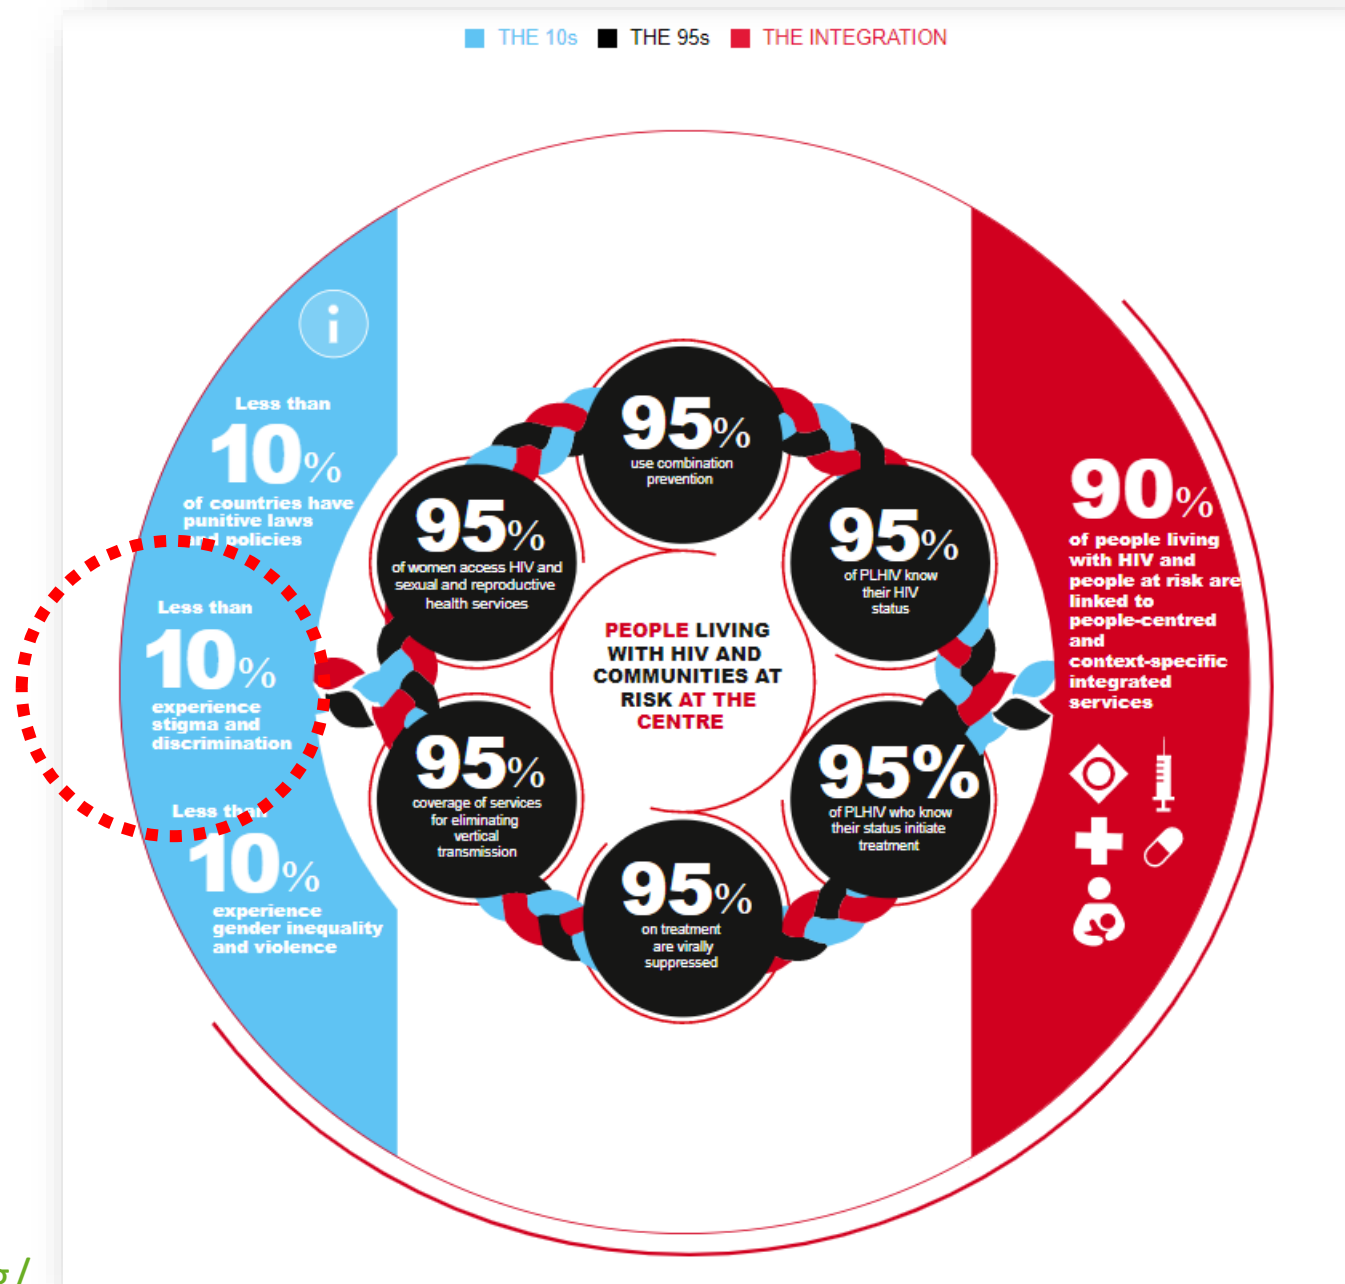 THE 10s THE 95s THE INTEGRATION
Less than
10%
of countries have
punitive laws
and policies
Less than
10%
experience
stigma and
discrimination
Less than
10%
experience
gender inequality
and violence
95%
use combination
prevention
95%
of women access HIV and
sexual and reproductive
health services
95%
of PLHIV know
their HIV
status
PEOPLE LIVING
WITH HIV AND
COMMUNITIES AT
RISK AT THE
CENTRE
95%
coverage of services
for eliminating
vertical
transmission
95%
of PLHIV who know
their status initiate
treatment
95%
on treatment
are virally
suppressed
90%
of people living
with HIV and
people at risk are
linked to
people-centred
and
context-specific
integrated
services